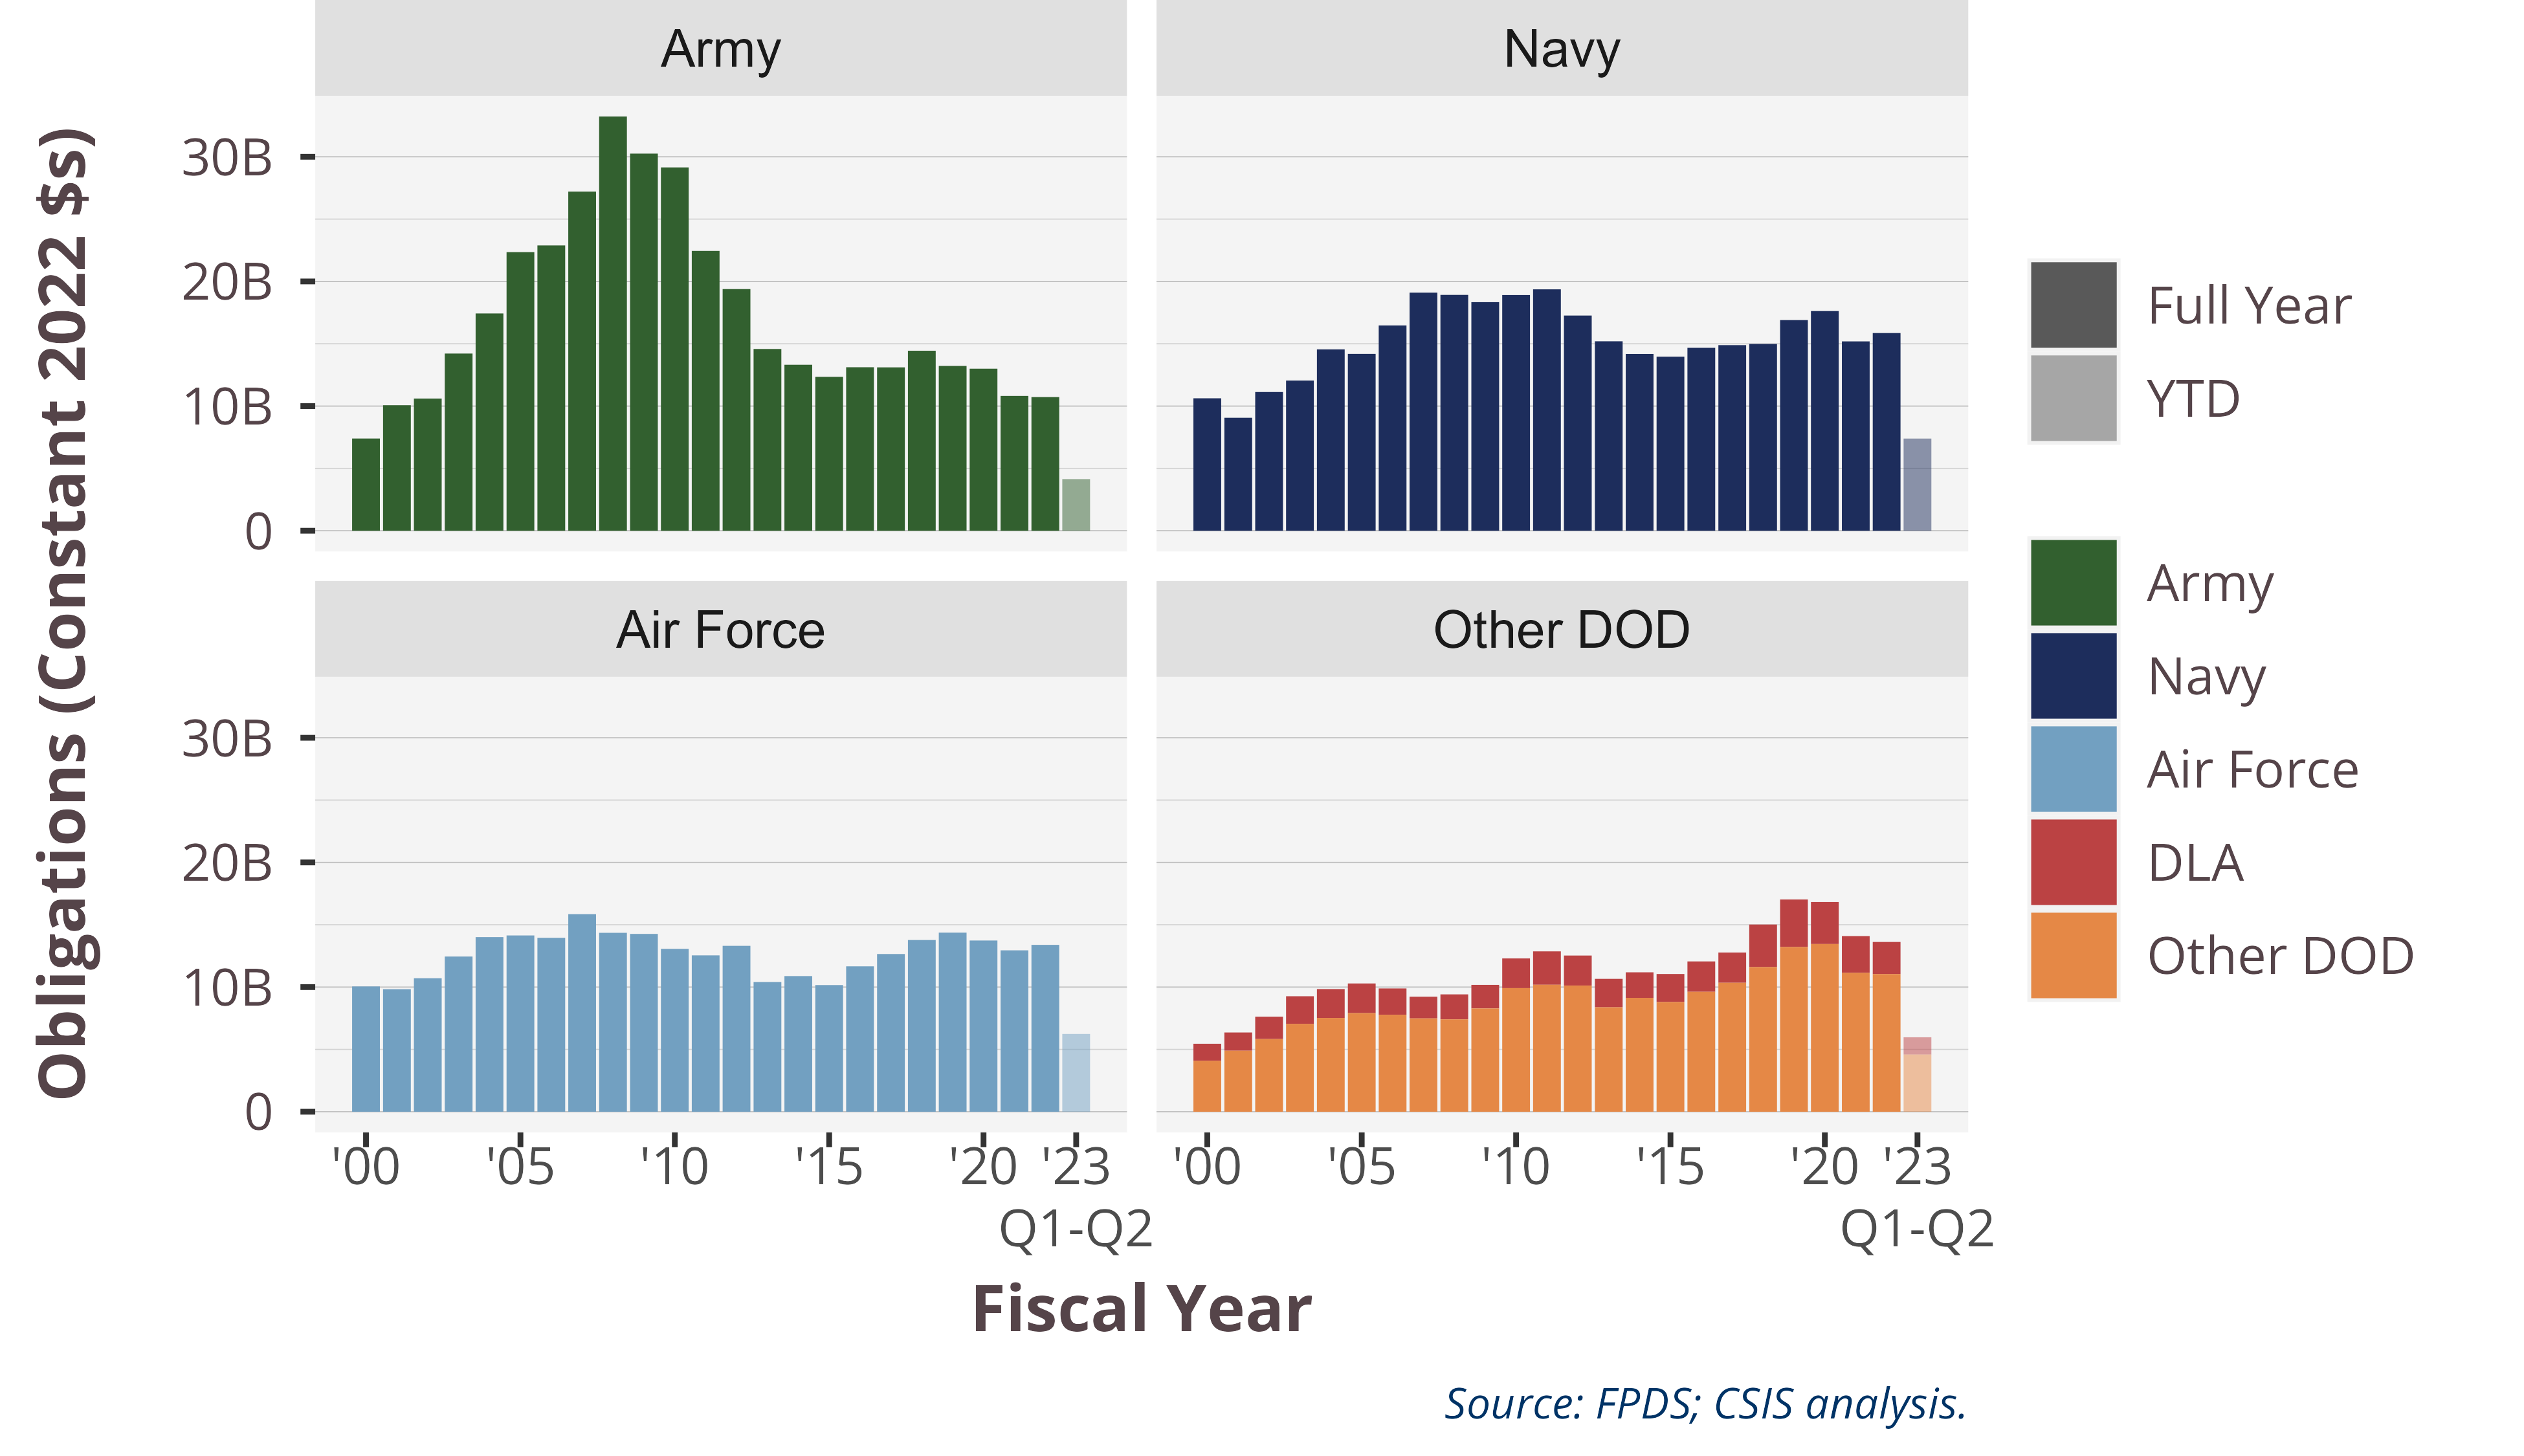 Army
Navy
Obligations (Constant 2022 $s)
30B
20B
10B
0
Air Force
Other DOD
30B
20B
10B
0
'00 '05 '10 '15 '20 '23
Q1-Q2
'00 '05 '10 '15 '20 '23
Q1-Q2
Fiscal Year
Full Year
YTD
Army
Navy
Air Force
DLA
Other DOD
Source: FPDS; CSIS analysis.